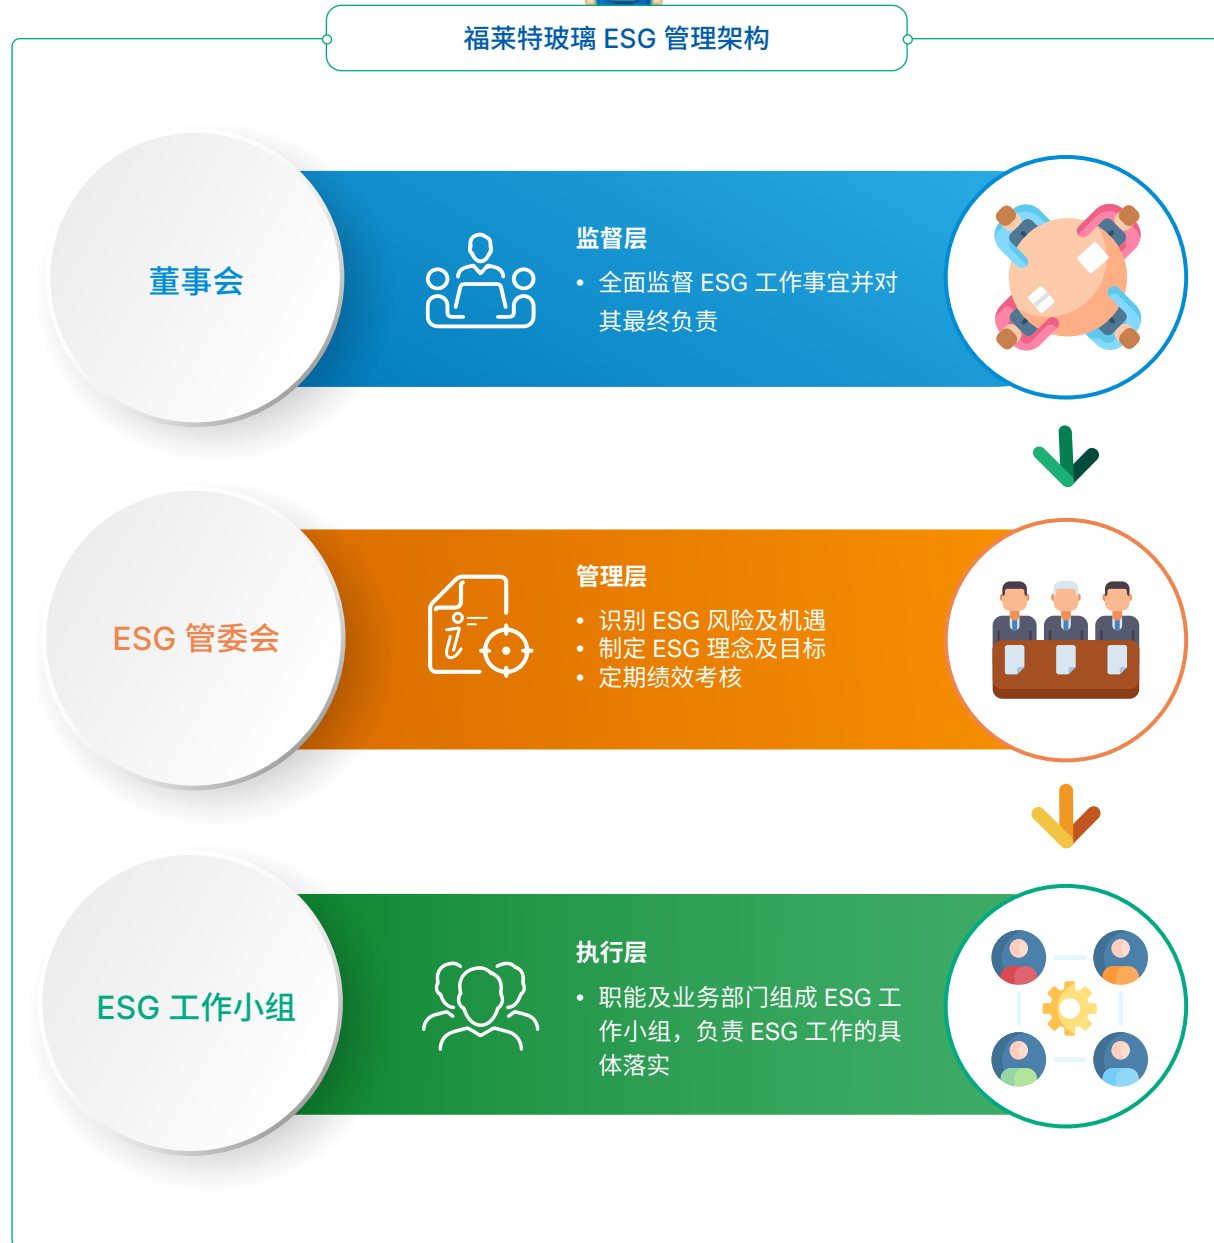 福莱特玻璃 ESG 管理架构
董事会
监督层
• 全面监督 ESG 工作事宜并对
其最终负责
ESG 管委会
管理层
• 识别 ESG 风险及机遇
• 制定 ESG 理念及目标
• 定期绩效考核
ESG 工作小组
执行层
• 职能及业务部门组成 ESG 工
作小组，负责 ESG 工作的具
体落实